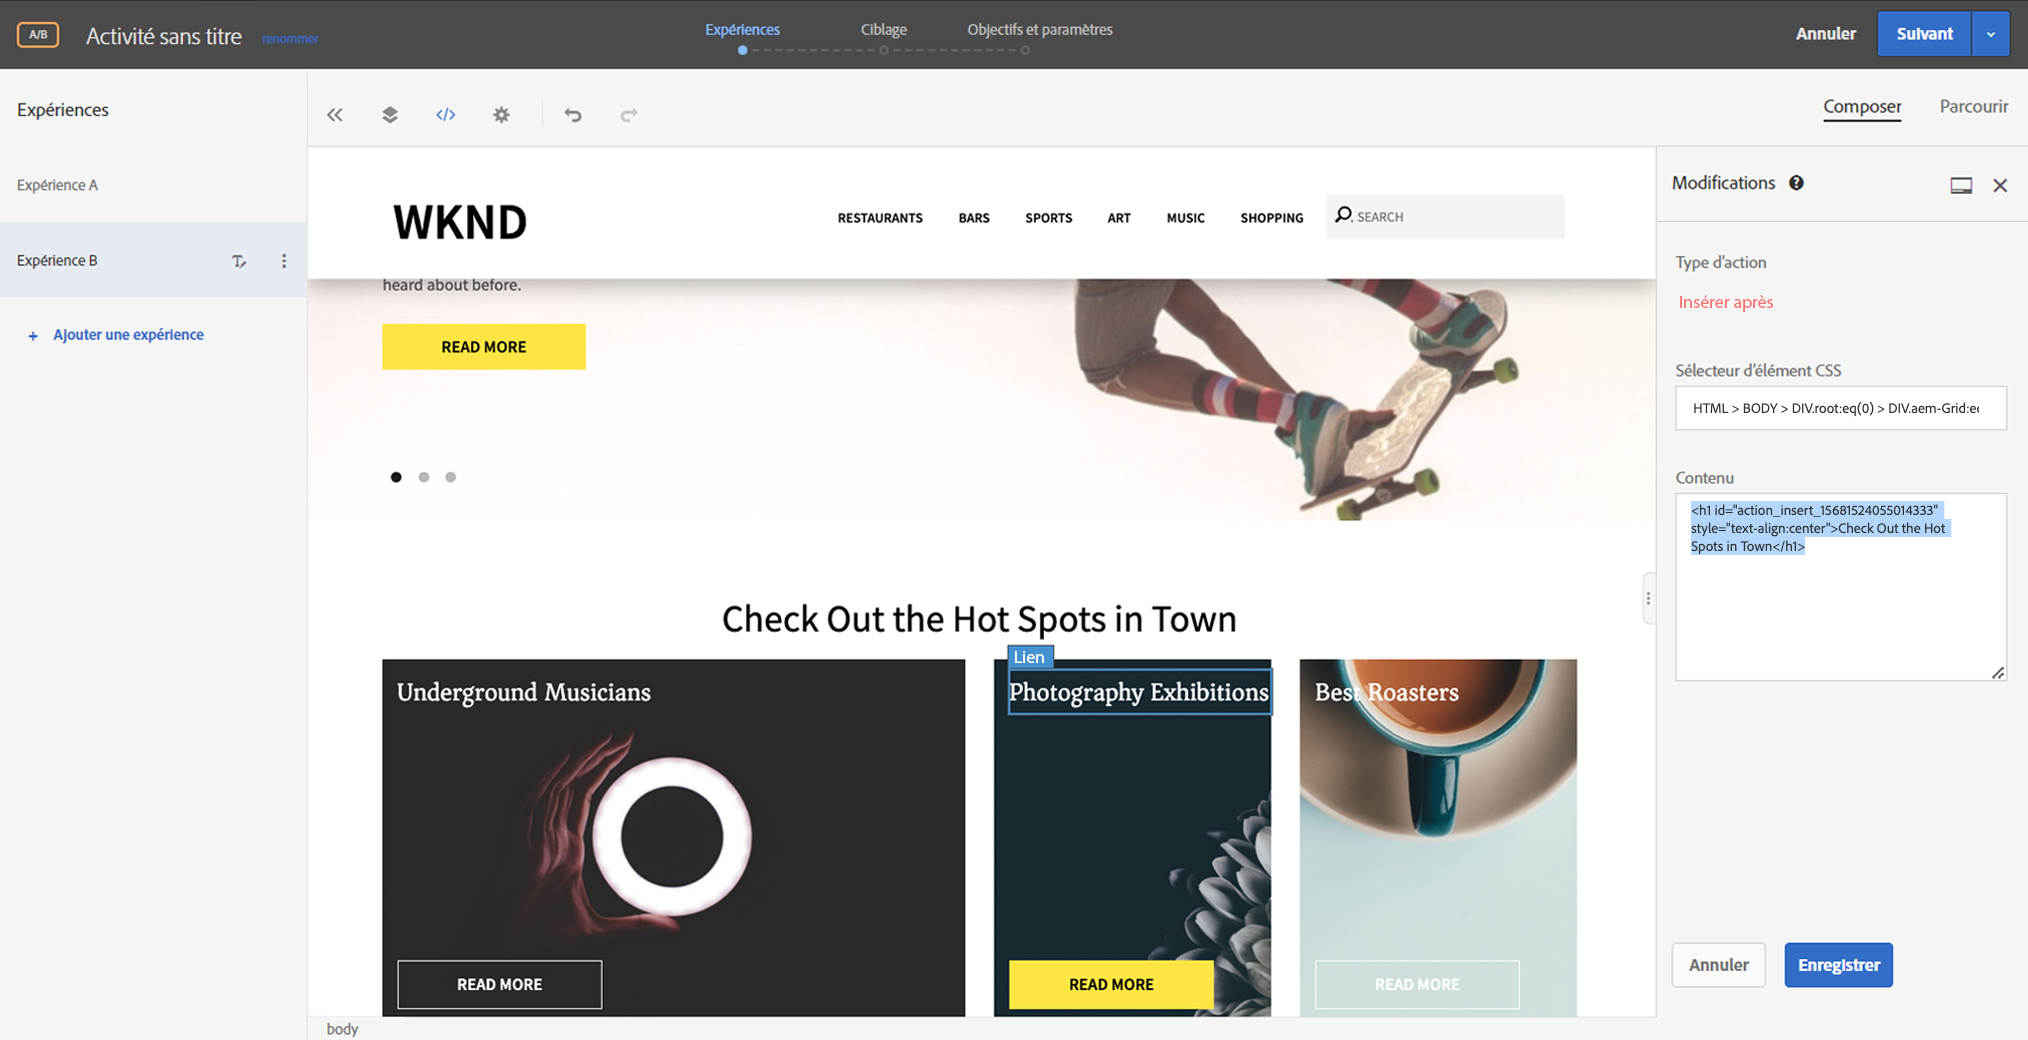 A/B
Activité sans titre
renommer
Expériences
Ciblage
Objectifs et paramètres
Annuler
Suivant
Expériences
</>
Composer
Parcourir
Expérience A
Expérience B
+ Ajouter une expérience
WKND
RESTAURANTS
BARS
SPORTS
ART
MUSIC
SHOPPING
SEARCH
heard about before.
READ MORE
Check Out the Hot Spots in Town
Lien
Underground Musicians
Photography Exhibitions
Best Roasters
READ MORE
READ MORE
READ MORE
body
Modifications ?
Type d'action
Insérer après
Sélecteur d'élément CSS
HTML > BODY > DIV.root:eq(0) > DIV.aem-Grid:e
Contenu
<h1 id="action_insert_15681524055014333"
style="text-align:center">Check Out the Hot
Spots in Town</h1>
Annuler
Enregistrer